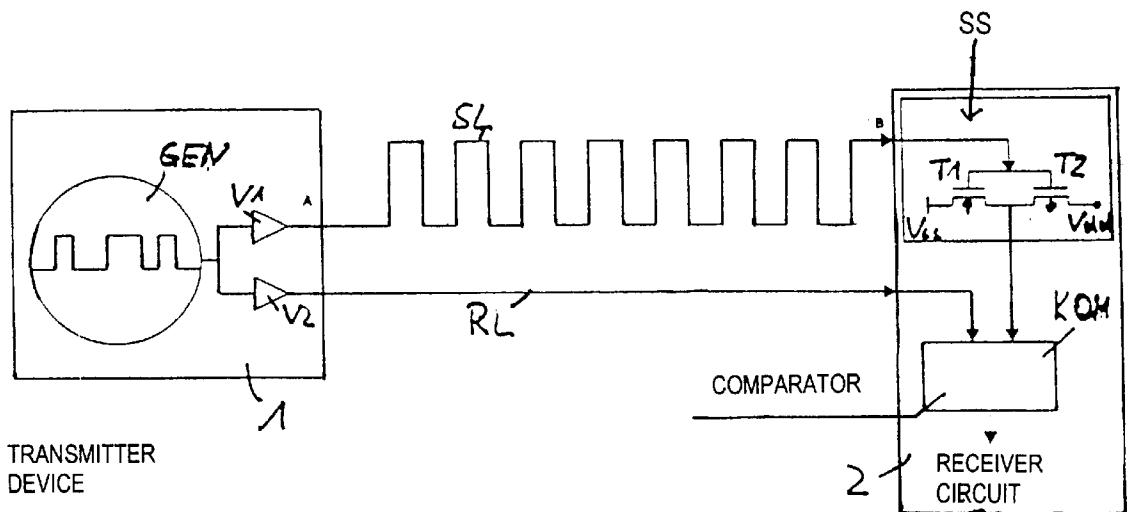 SS
GEN
V1
A
SL
B
T1
T2
Vss
Vdd
V2
RL
KOM
COMPARATOR
1
TRANSMITTER
DEVICE
2
RECEIVER
CIRCUIT